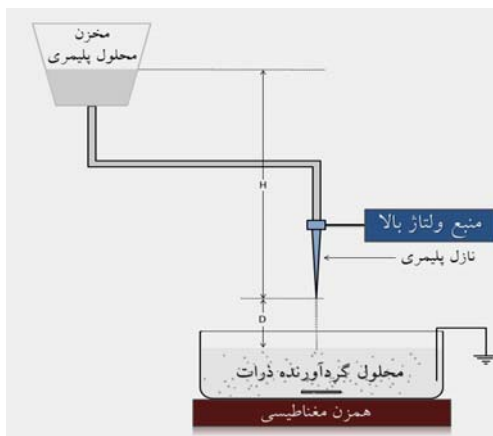 مخزن
محلول پلیمری
H
منبع ولتاژ بالا
نازل پلیمری
D
محلول گردآورنده ذرات
همزن مغناطیسی